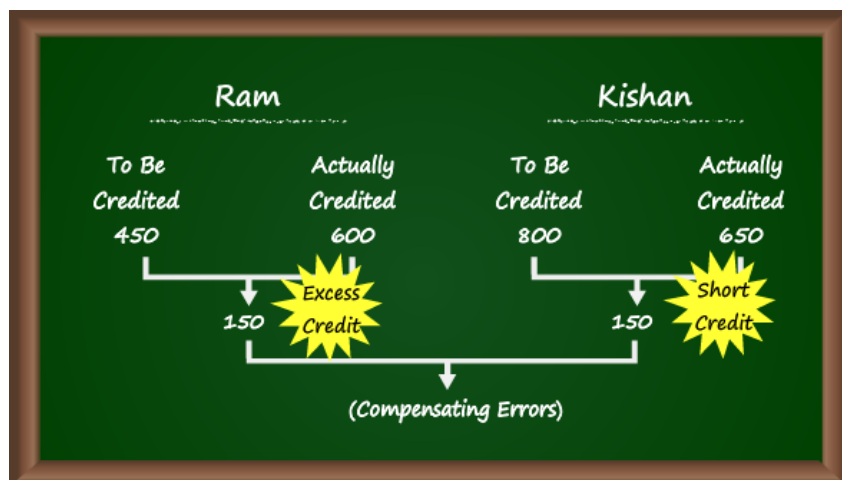 Ram
Kishan
To Be
Credited
450
Actually
Credited
600
To Be
Credited
800
Actually
Credited
650
Excess
Credit
150
Short
Credit
150
(Compensating Errors)